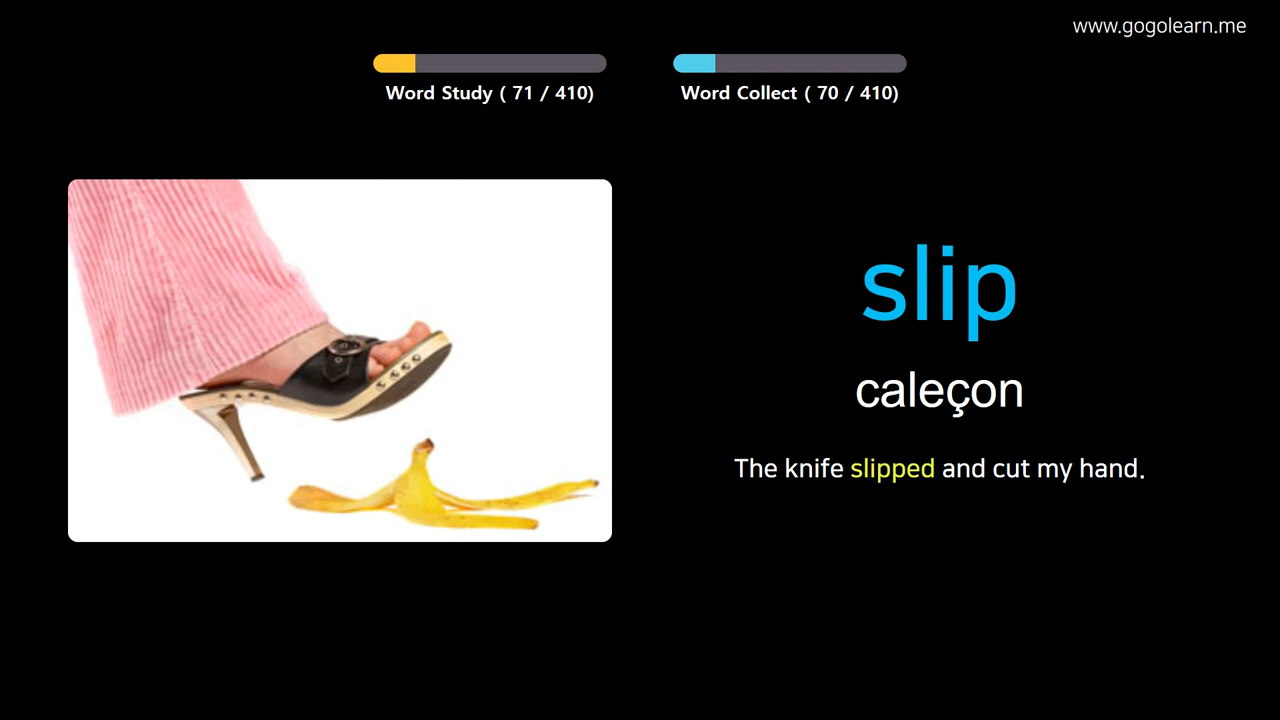 www.gogolearn.me
Word Study ( 71 / 410)
Word Collect ( 70 / 410)
slip
caleçon
The knife slipped and cut my hand.